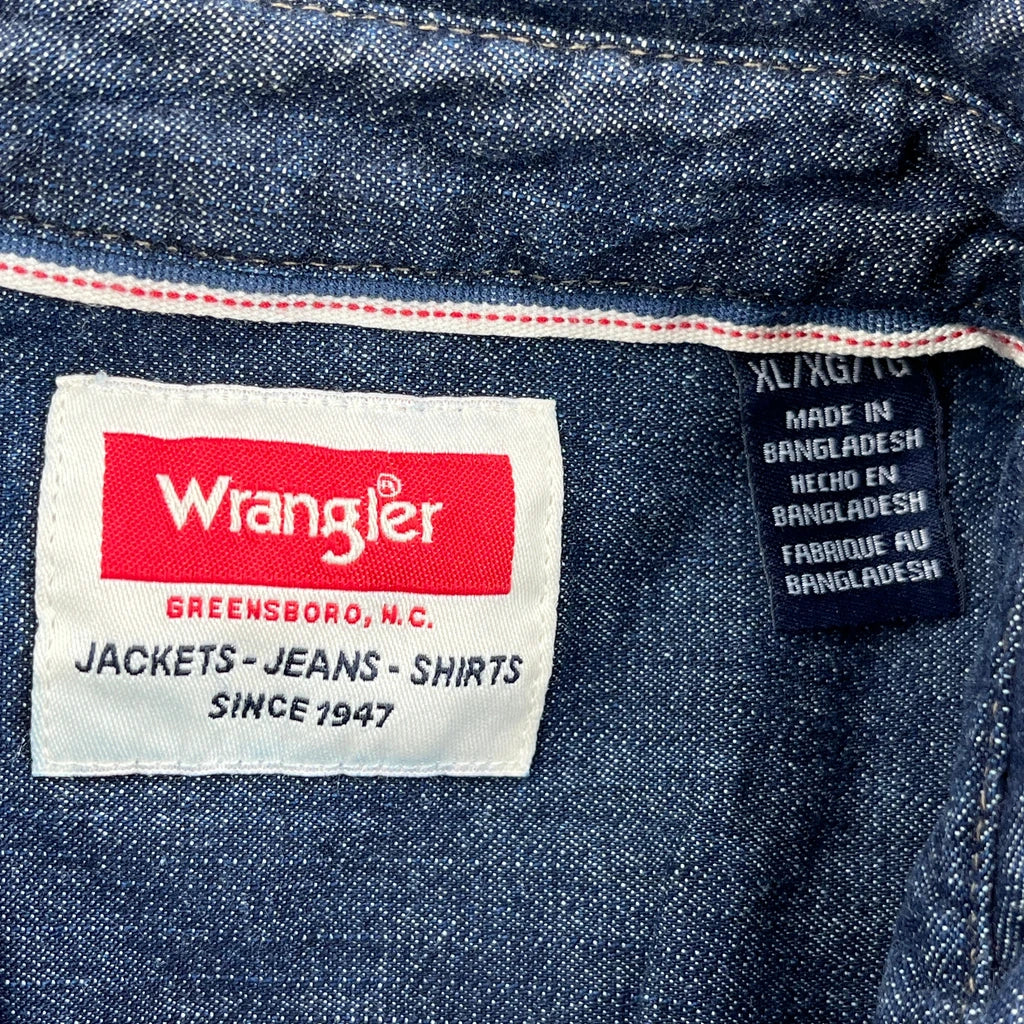 Wrangler®
GREENSBORO, N.C.
JACKETS - JEANS - SHIRTS
SINCE 1947
XL/XG/TG
MADE IN
BANGLADESH
HECHO EN
BANGLADESH
FABRIQUE AU
BANGLADESH